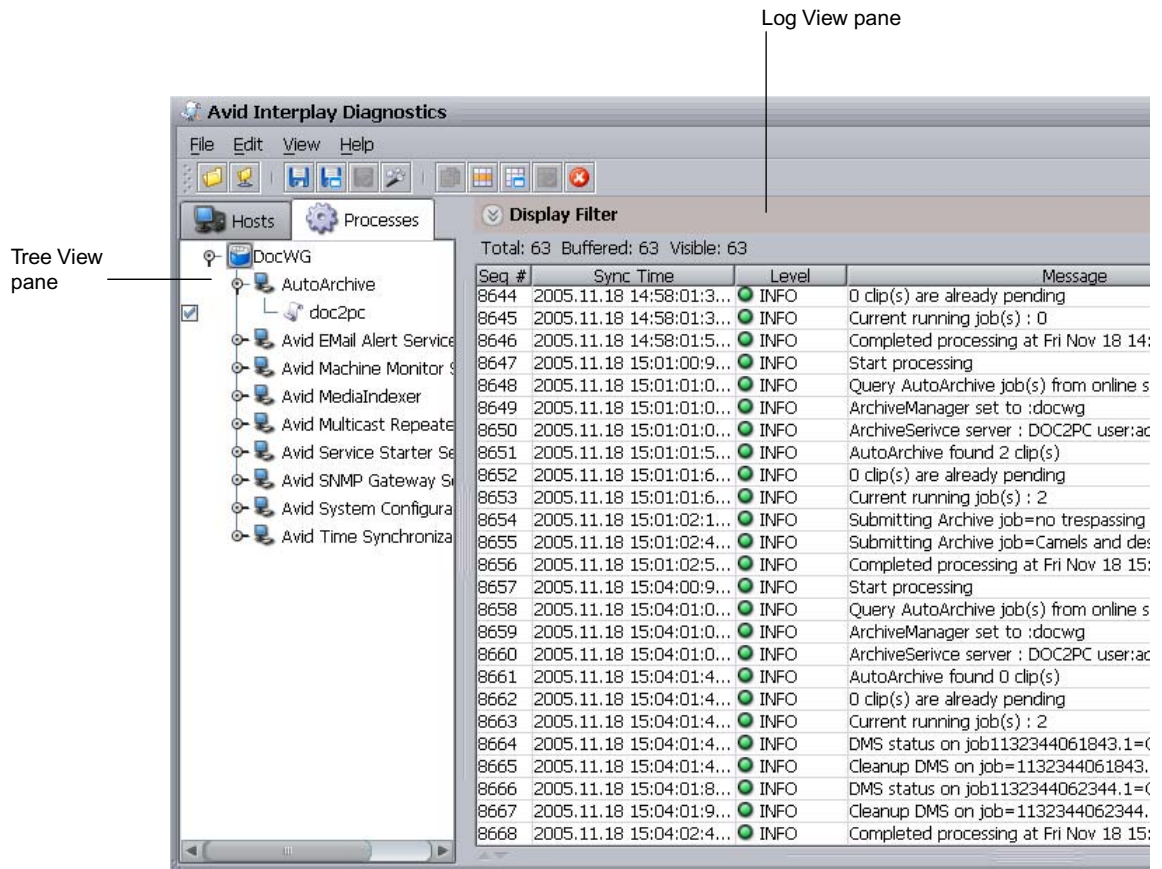 Log View pane
Avid Interplay Diagnostics
File Edit View Help
Hosts Processes
Display Filter
Tree View
pane
DocWG
AutoArchive
doc2pc
Avid EMail Alert Service
Avid Machine Monitor S
Avid MediaIndexer
Avid Multicast Repeate
Avid Service Starter Se
Avid SNMP Gateway S
Avid System Configura
Avid Time Synchroniza
Total: 63 Buffered: 63 Visible: 63
Seq # Sync Time Level Message
8644 2005.11.18 14:58:01:3... INFO 0 clip(s) are already pending
8645 2005.11.18 14:58:01:3... INFO Current running job(s) : 0
8646 2005.11.18 14:58:01:5... INFO Completed processing at Fri Nov 18 14:
8647 2005.11.18 15:01:00:9... INFO Start processing
8648 2005.11.18 15:01:01:0... INFO Query AutoArchive job(s) from online s
8649 2005.11.18 15:01:01:0... INFO ArchiveManager set to :docwg
8650 2005.11.18 15:01:01:0... INFO ArchiveSerivce server : DOC2PC user:ad
8651 2005.11.18 15:01:01:5... INFO AutoArchive found 2 clip(s)
8652 2005.11.18 15:01:01:6... INFO 0 clip(s) are already pending
8653 2005.11.18 15:01:01:6... INFO Current running job(s) : 2
8654 2005.11.18 15:01:02:1... INFO Submitting Archive job=no trespassing
8655 2005.11.18 15:01:02:4... INFO Submitting Archive job=Camels and des
8656 2005.11.18 15:01:02:5... INFO Completed processing at Fri Nov 18 15:
8657 2005.11.18 15:04:00:9... INFO Start processing
8658 2005.11.18 15:04:01:0... INFO Query AutoArchive job(s) from online s
8659 2005.11.18 15:04:01:0... INFO ArchiveManager set to :docwg
8660 2005.11.18 15:04:01:0... INFO ArchiveSerivce server : DOC2PC user:ad
8661 2005.11.18 15:04:01:4... INFO AutoArchive found 0 clip(s)
8662 2005.11.18 15:04:01:4... INFO 0 clip(s) are already pending
8663 2005.11.18 15:04:01:4... INFO Current running job(s) : 2
8664 2005.11.18 15:04:01:4... INFO DMS status on job1132344061843.1=C
8665 2005.11.18 15:04:01:4... INFO Cleanup DMS on job=1132344061843.
8666 2005.11.18 15:04:01:8... INFO DMS status on job1132344062344.1=C
8667 2005.11.18 15:04:01:9... INFO Cleanup DMS on job=1132344062344.
8668 2005.11.18 15:04:02:4... INFO Completed processing at Fri Nov 18 15: